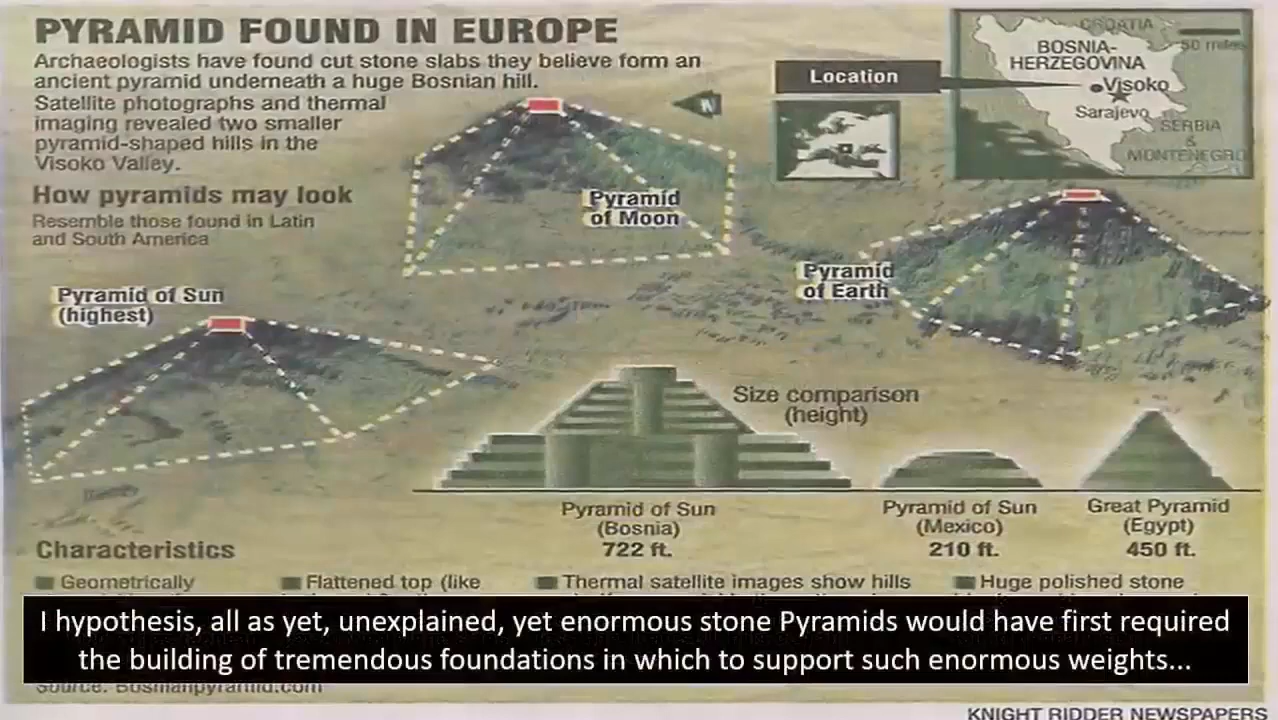 PYRAMID FOUND IN EUROPE
Archaeologists have found cut stone slabs they believe form an
ancient pyramid underneath a huge Bosnian hill.
Satellite photographs and thermal
imaging revealed two smaller
pyramid-shaped hills in the
Visoko Valley.
How pyramids may look
Resemble those found in Latin
and South America
Location
N
CROATIA
50 miles
BOSNIA-
HERZEGOVINA
Visoko
Sarajevo
SERBIA
&
MONTENEGRO
Pyramid
of Moon
Pyramid
of Earth
Pyramid of Sun
(highest)
Size comparison
(height)
Pyramid of Sun
(Bosnia)
722 ft.
Pyramid of Sun
(Mexico)
210 ft.
Great Pyramid
(Egypt)
450 ft.
Characteristics
Geometrically
Flattened top (like
Thermal satellite images show hills
Huge polished stone
I hypothesis, all as yet, unexplained, yet enormous stone Pyramids would have first required
the building of tremendous foundations in which to support such enormous weights...
Source: Bosnianpyramid.com
KNIGHT RIDDER NEWSPAPERS